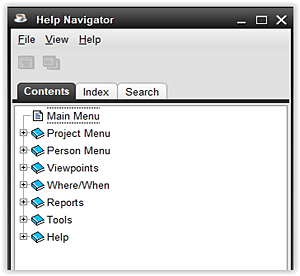 Help Navigator
File View Help
Contents Index Search
Main Menu
Project Menu
Person Menu
Viewpoints
Where/When
Reports
Tools
Help